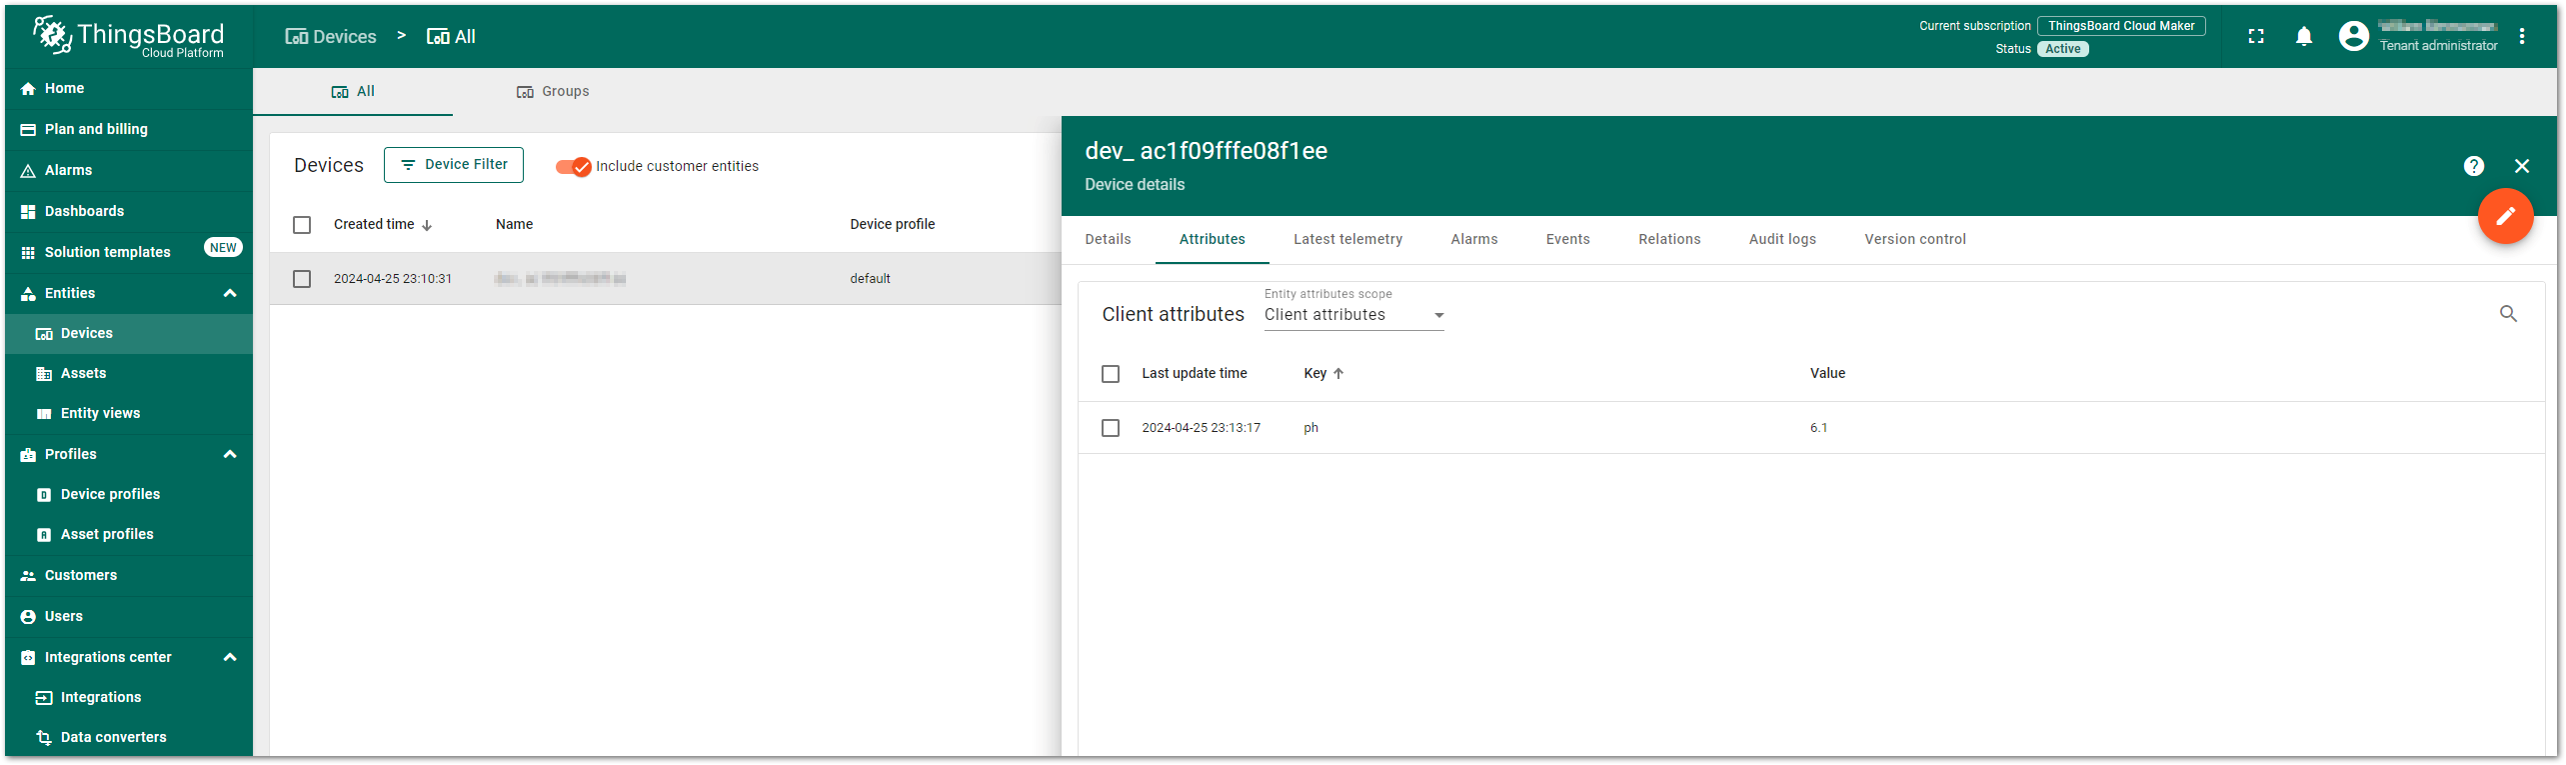 ThingsBoard
Cloud Platform
Devices > All
Current subscription ThingsBoard Cloud Maker
Status Active
Tenant administrator
Home
Plan and billing
Alarms
Dashboards
Solution templates NEW
Entities
Devices
Assets
Entity views
Profiles
Device profiles
Asset profiles
Customers
Users
Integrations center
Integrations
Data converters
All Groups
Devices Device Filter Include customer entities
Created time Name Device profile
2024-04-25 23:10:31 default
dev_ ac1f09fffe08f1ee
Device details
Details Attributes Latest telemetry Alarms Events Relations Audit logs Version control
Entity attributes scope
Client attributes Client attributes
Last update time Key Value
2024-04-25 23:13:17 ph 6.1